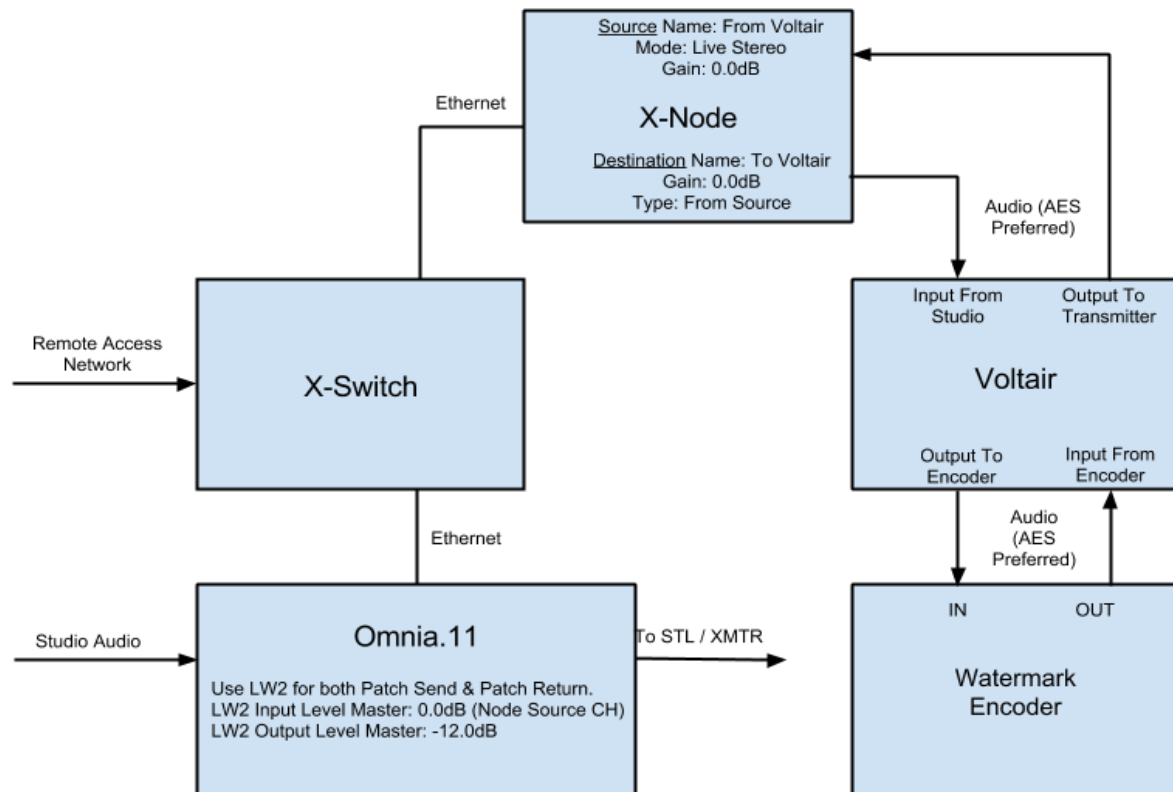 Source Name: From Voltair
Mode: Live Stereo
Gain: 0.0dB
X-Node
Destination Name: To Voltair
Gain: 0.0dB
Type: From Source
Ethernet
Audio (AES
Preferred)
Remote Access
Network
X-Switch
Input From
Studio
Output To
Transmitter
Voltair
Output To
Encoder
Input From
Encoder
Ethernet
Audio
(AES
Preferred)
Studio Audio
Omnia.11
Use LW2 for both Patch Send & Patch Return.
LW2 Input Level Master: 0.0dB (Node Source CH)
LW2 Output Level Master: -12.0dB
To STL / XMTR
IN
OUT
Watermark
Encoder